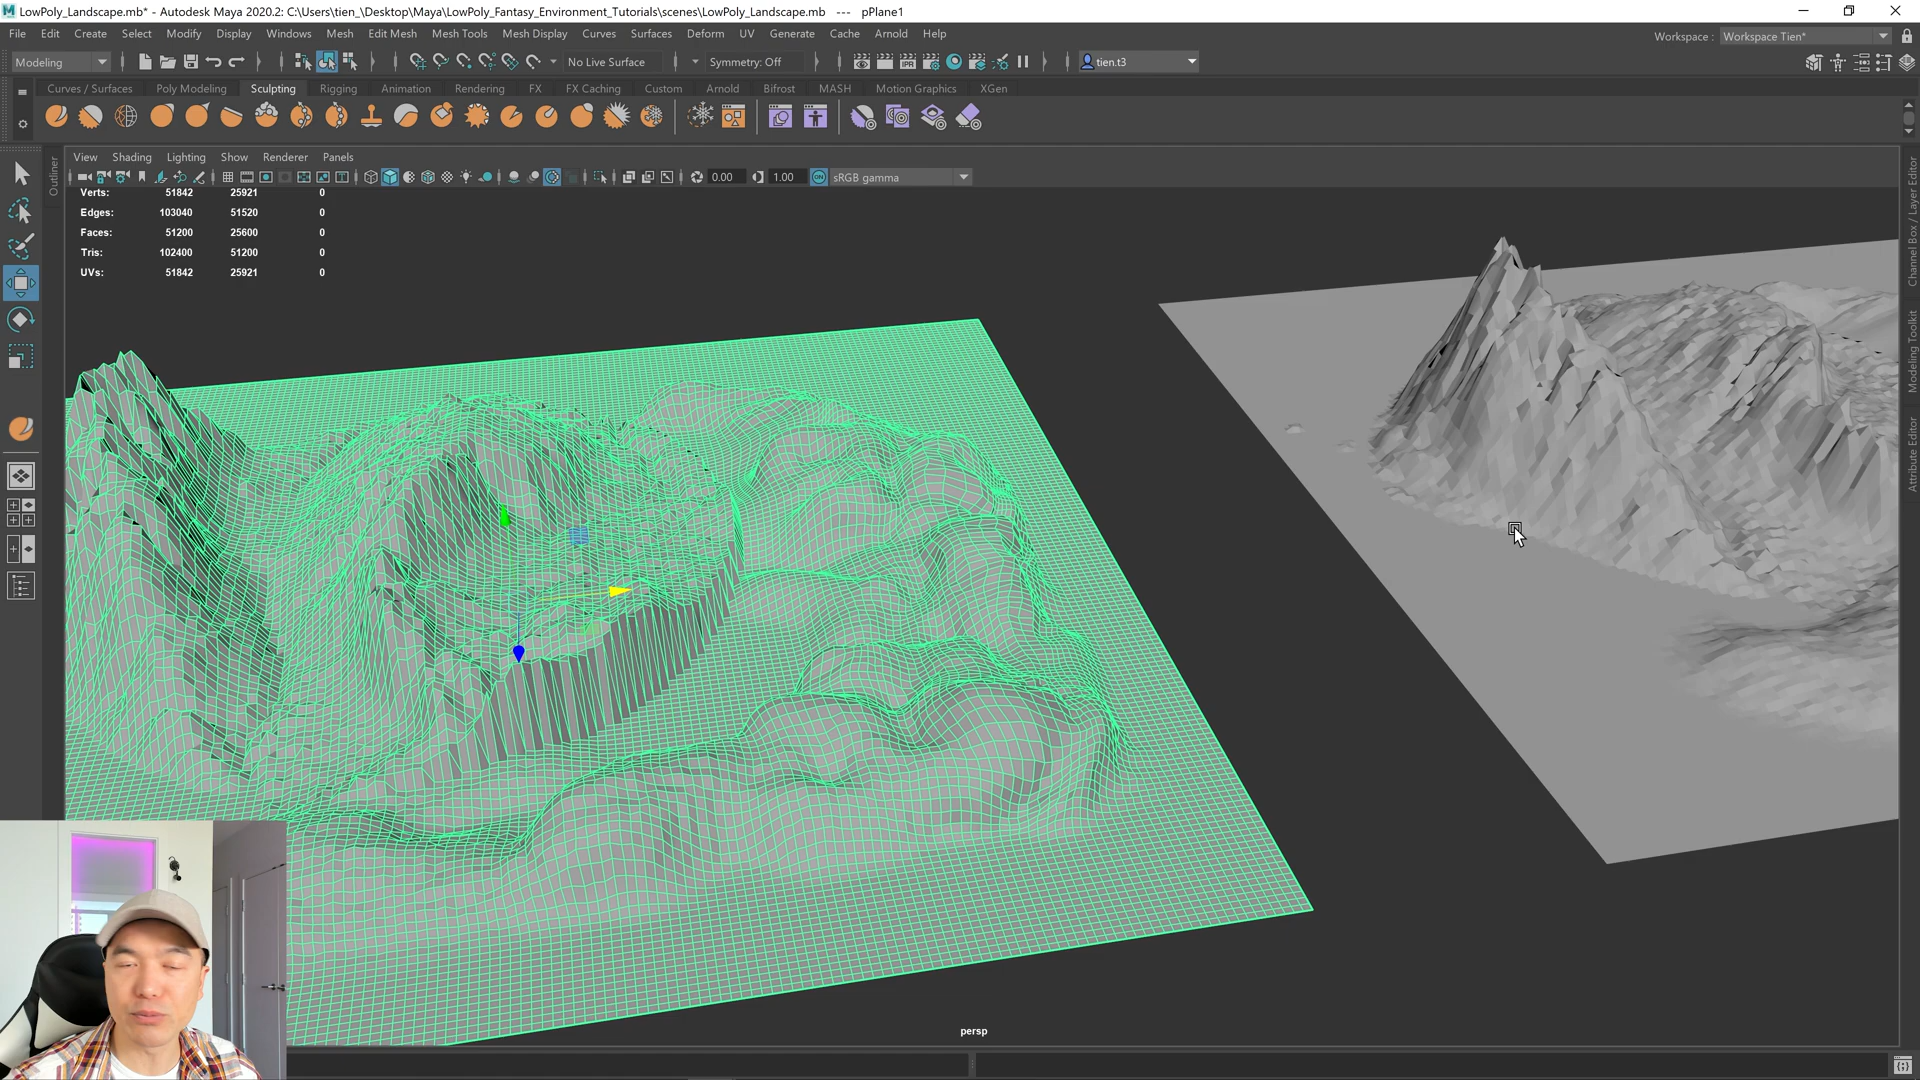 LowPoly_Landscape.mb* - Autodesk Maya 2020.2: C:\Users\tien_\Desktop\Maya\LowPoly_Fantasy_Environment_Tutorials\scenes\LowPoly_Landscape.mb   ---   pPlane1
File Edit Create Select Modify Display Windows Mesh Edit Mesh Mesh Tools Mesh Display Curves Surfaces Deform UV Generate Cache Arnold Help
Workspace : Workspace Tien*
Modeling No Live Surface Symmetry: Off tien.t3
Curves / Surfaces Poly Modeling Sculpting Rigging Animation Rendering FX FX Caching Custom Arnold Bifrost MASH Motion Graphics XGen
View Shading Lighting Show Renderer Panels
0.00 1.00 ON sRGB gamma
Outliner
Verts: 51842 25921 0
Edges: 103040 51520 0
Faces: 51200 25600 0
Tris: 102400 51200 0
UVs: 51842 25921 0
Channel Box / Layer Editor
Modeling Toolkit
Attribute Editor
persp